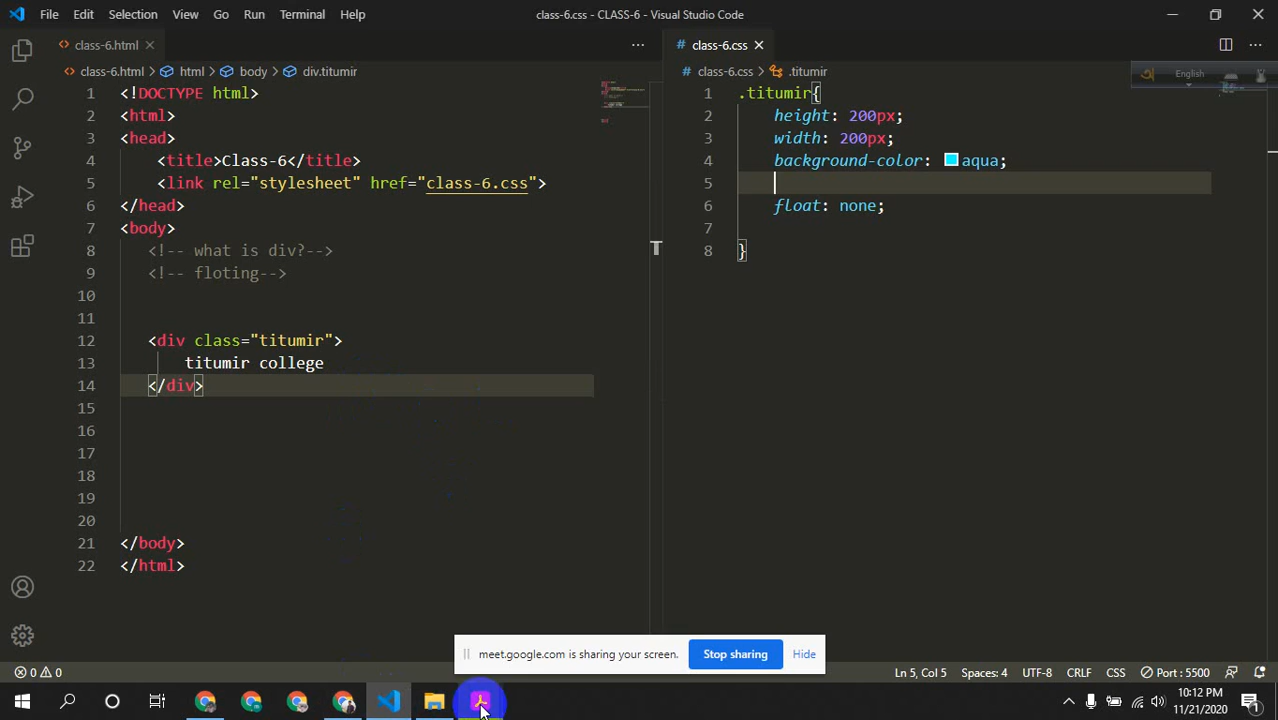 File Edit Selection View Go Run Terminal Help class-6.css - CLASS-6 - Visual Studio Code
class-6.html
class-6.html > html > body > div.titumir
1 <!DOCTYPE html>
2 <html>
3 <head>
4 <title>Class-6</title>
5 <link rel="stylesheet" href="class-6.css">
6 </head>
7 <body>
8 <!-- what is div?-->
9 <!-- floting-->
10
11
12 <div class="titumir">
13 titumir college
14 </div>
15
16
17
18
19
20
21 </body>
22 </html>
# class-6.css
# class-6.css > .titumir
অ English
1 .titumir{
2 height: 200px;
3 width: 200px;
4 background-color: aqua;
5
6 float: none;
7
8 }
meet.google.com is sharing your screen. Stop sharing Hide
0 0 Ln 5, Col 5 Spaces: 4 UTF-8 CRLF CSS Port : 5500
10:12 PM
11/21/2020
1